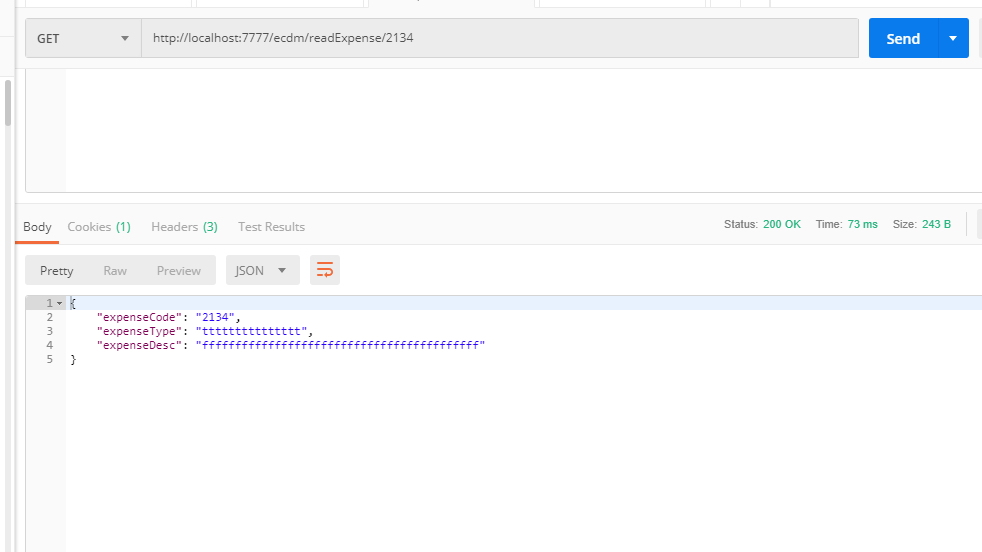 GET http://localhost:7777/ecdm/readExpense/2134 Send
Body Cookies (1) Headers (3) Test Results Status: 200 OK Time: 73 ms Size: 243 B
Pretty Raw Preview JSON
1 {
2 "expenseCode": "2134",
3 "expenseType": "ttttttttttttttt",
4 "expenseDesc": "ffffffffffffffffffffffffffffffffffffffffff"
5 }